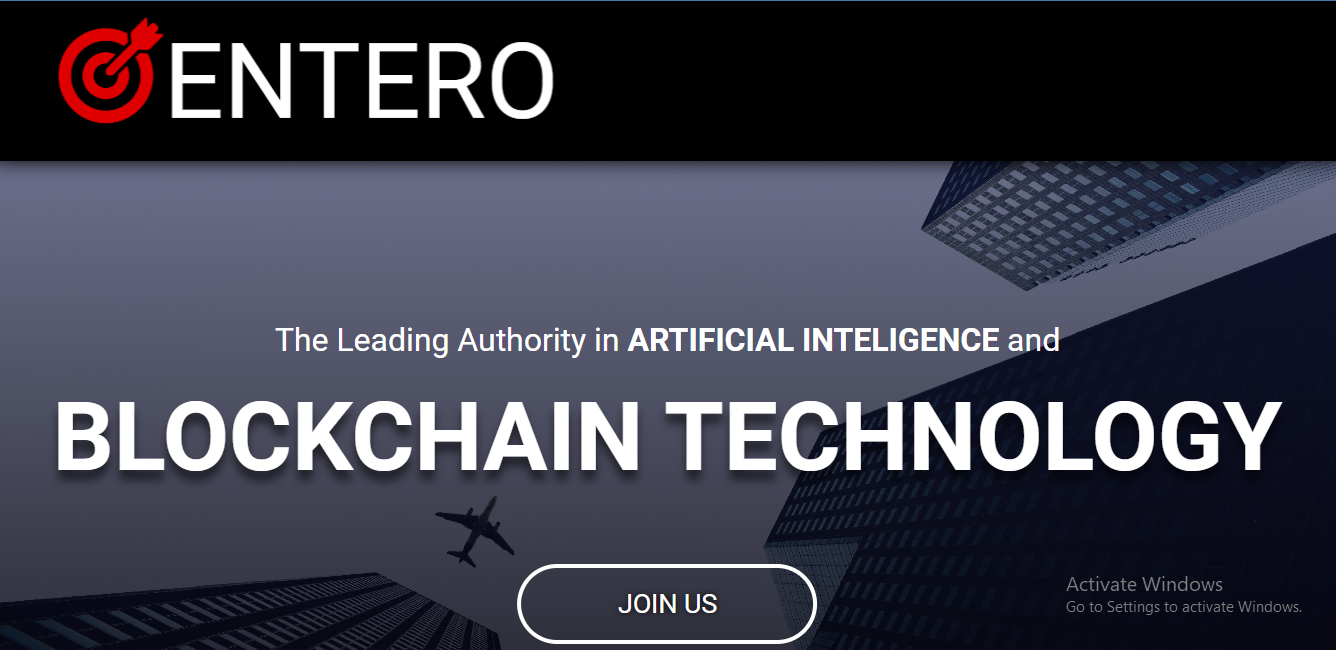 ENTERO
The Leading Authority in ARTIFICIAL INTELIGENCE and
BLOCKCHAIN TECHNOLOGY
JOIN US
Activate Windows
Go to Settings to activate Windows.